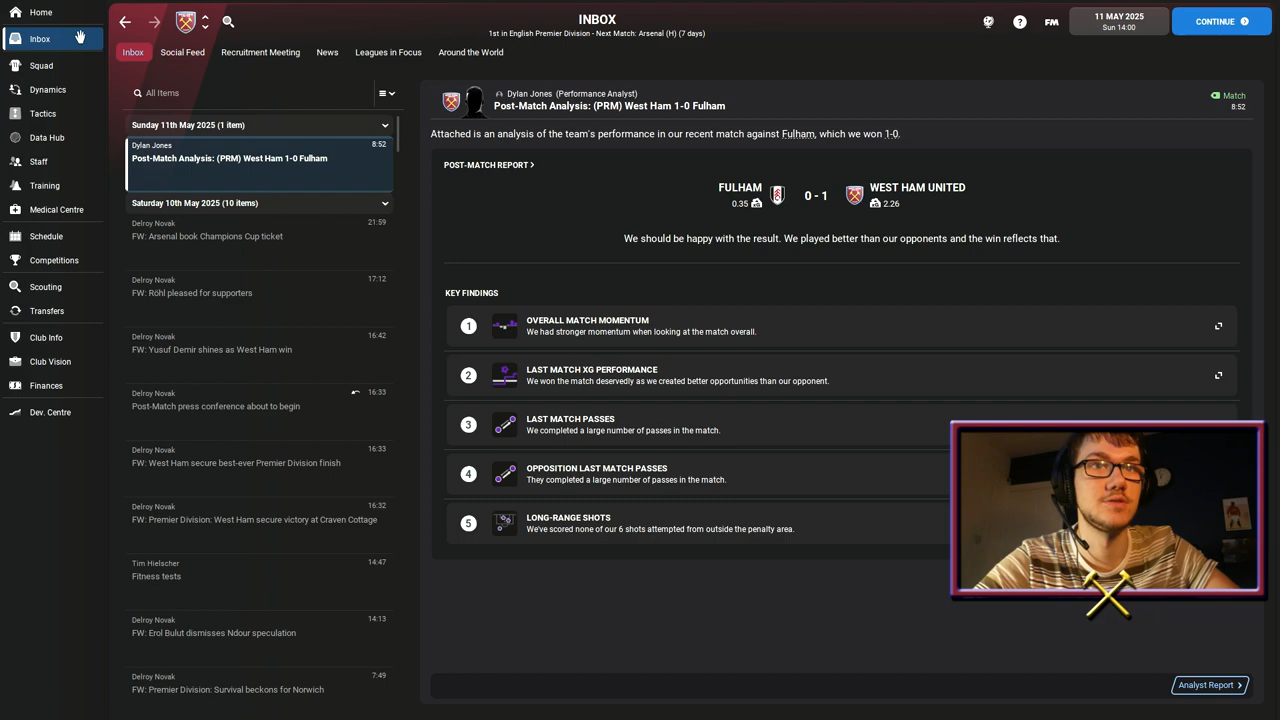 Home
Inbox
Squad
Dynamics
Tactics
Data Hub
Staff
Training
Medical Centre
Schedule
Competitions
Scouting
Transfers
Club Info
Club Vision
Finances
Dev. Centre
INBOX
1st in English Premier Division - Next Match: Arsenal (H) (7 days)
?
FM
11 MAY 2025
Sun 14:00
CONTINUE
Inbox
Social Feed
Recruitment Meeting
News
Leagues in Focus
Around the World
All Items
Sunday 11th May 2025 (1 item)
Dylan Jones 8:52
Post-Match Analysis: (PRM) West Ham 1-0 Fulham
Saturday 10th May 2025 (10 items)
Delroy Novak 21:59
FW: Arsenal book Champions Cup ticket
Delroy Novak 17:12
FW: Röhl pleased for supporters
Delroy Novak 16:42
FW: Yusuf Demir shines as West Ham win
Delroy Novak 16:33
Post-Match press conference about to begin
Delroy Novak 16:33
FW: West Ham secure best-ever Premier Division finish
Delroy Novak 16:32
FW: Premier Division: West Ham secure victory at Craven Cottage
Tim Hielscher 14:47
Fitness tests
Delroy Novak 14:13
FW: Erol Bulut dismisses Ndour speculation
Delroy Novak 7:49
FW: Premier Division: Survival beckons for Norwich
Dylan Jones (Performance Analyst)
Post-Match Analysis: (PRM) West Ham 1-0 Fulham
Match
8:52
Attached is an analysis of the team's performance in our recent match against Fulham, which we won 1-0.
POST-MATCH REPORT
FULHAM 0 - 1 WEST HAM UNITED
0.35 2.26
We should be happy with the result. We played better than our opponents and the win reflects that.
KEY FINDINGS
1
OVERALL MATCH MOMENTUM
We had stronger momentum when looking at the match overall.
2
LAST MATCH XG PERFORMANCE
We won the match deservedly as we created better opportunities than our opponent.
3
LAST MATCH PASSES
We completed a large number of passes in the match.
4
OPPOSITION LAST MATCH PASSES
They completed a large number of passes in the match.
5
LONG-RANGE SHOTS
We've scored none of our 6 shots attempted from outside the penalty area.
Analyst Report